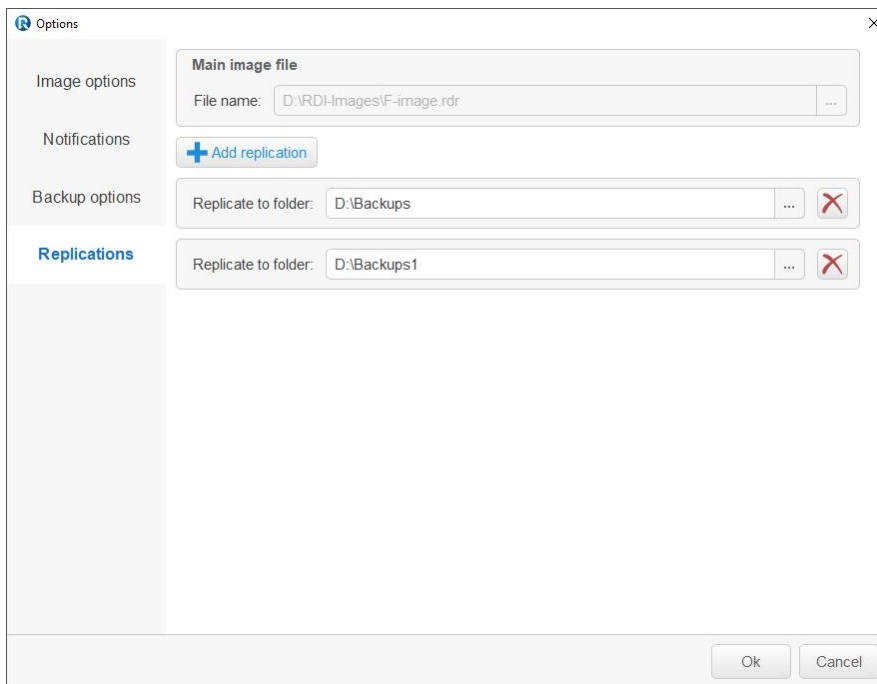 Options
Image options
Notifications
Backup options
Replications
Main image file
File name: D:\RDI-Images\F-image.rdr ...
Add replication
Replicate to folder: D:\Backups ...
Replicate to folder: D:\Backups1 ...
Ok Cancel